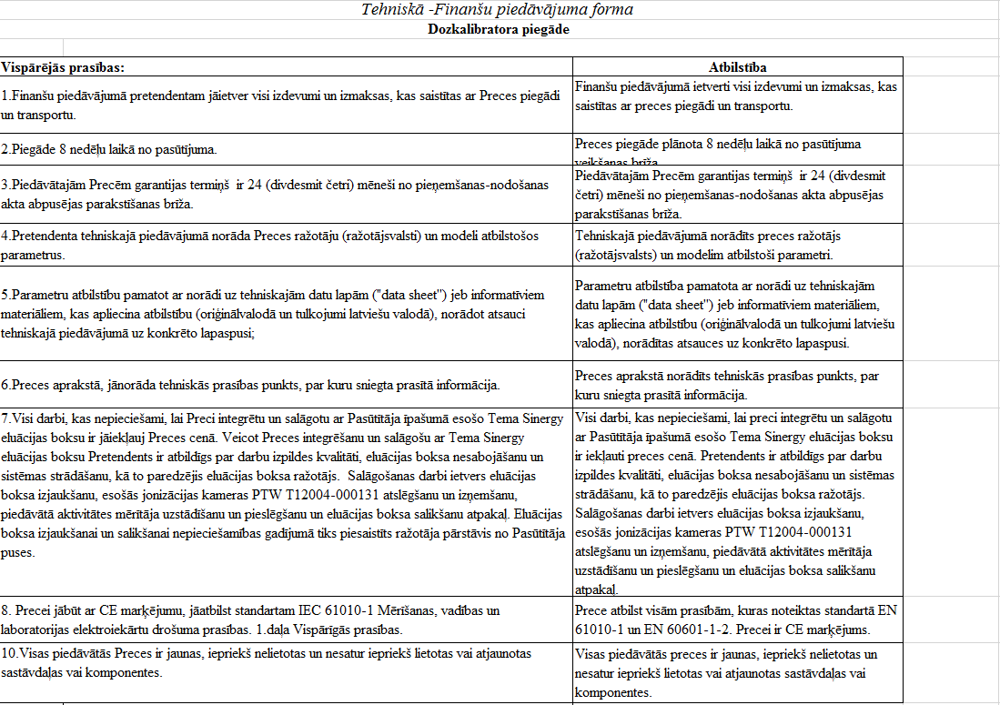 Tehniskā -Finanšu piedāvājuma forma
Dozkalibratora piegāde
Vispārējās prasības:
Atbilstība
1.Finanšu piedāvājumā pretendentam jāietver visi izdevumi un izmaksas, kas saistītas ar Preces piegādi
un transportu.
Finanšu piedāvājumā ietverti visi izdevumi un izmaksas, kas
saistītas ar preces piegādi un transportu.
2.Piegāde 8 nedēļu laikā no pasūtījuma.
Preces piegāde plānota 8 nedēļu laikā no pasūtījuma
veikšanas brīža.
3.Piedāvātajām Precēm garantijas termiņš  ir 24 (divdesmit četri) mēneši no pieņemšanas-nodošanas
akta abpusējas parakstīšanas brīža.
Piedāvātajām Precēm garantijas termiņš  ir 24 (divdesmit
četri) mēneši no pieņemšanas-nodošanas akta abpusējas
parakstīšanas brīža.
4.Pretendenta tehniskajā piedāvājumā norāda Preces ražotāju (ražotājsvalsti) un modeli atbilstošos
parametrus.
Tehniskajā piedāvājumā norādīts preces ražotājs
(ražotājsvalsts) un modelim atbilstoši parametri.
5.Parametru atbilstību pamatot ar norādi uz tehniskajām datu lapām ("data sheet") jeb informatīviem
materiāliem, kas apliecina atbilstību (oriģinālvalodā un tulkojumi latviešu valodā), norādot atsauci
tehniskajā piedāvājumā uz konkrēto lapaspusi;
Parametru atbilstība pamatota ar norādi uz tehniskajām
datu lapām ("data sheet") jeb informatīviem materiāliem,
kas apliecina atbilstību (oriģinālvalodā un tulkojumi latviešu
valodā), norādītas atsauces uz konkrēto lapaspusi.
6.Preces aprakstā, jānorāda tehniskās prasības punkts, par kuru sniegta prasītā informācija.
Preces aprakstā norādīts tehniskās prasības punkts, par
kuru sniegta prasītā informācija.
7.Visi darbi, kas nepieciešami, lai Preci integrētu un salāgotu ar Pasūtītāja īpašumā esošo Tema Sinergy
eluācijas boksu ir jāiekļauj Preces cenā. Veicot Preces integrēšanu un salāgošu ar Tema Sinergy
eluācijas boksu Pretendents ir atbildīgs par darbu izpildes kvalitāti, eluācijas boksa nesabojāšanu un
sistēmas strādāšanu, kā to paredzējis eluācijas boksa ražotājs.  Salāgošanas darbi ietvers eluācijas
boksa izjaukšanu, esošās jonizācijas kameras PTW T12004-000131 atslēgšanu un izņemšanu,
piedāvātā aktivitātes mērītāja uzstādīšanu un pieslēgšanu un eluācijas boksa salikšanu atpakaļ. Eluācijas
boksa izjaukšanai un salikšanai nepieciešamības gadījumā tiks piesaistīts ražotāja pārstāvis no Pasūtītāja
puses.
Visi darbi, kas nepieciešami, lai preci integrētu un salāgotu
ar Pasūtītāja īpašumā esošo Tema Sinergy eluācijas boksu
ir iekļauti preces cenā. Pretendents ir atbildīgs par darbu
izpildes kvalitāti, eluācijas boksa nesabojāšanu un sistēmas
strādāšanu, kā to paredzējis eluācijas boksa ražotājs.
Salāgošanas darbi ietvers eluācijas boksa izjaukšanu,
esošās jonizācijas kameras PTW T12004-000131
atslēgšanu un izņemšanu, piedāvātā aktivitātes mērītāja
uzstādīšanu un pieslēgšanu un eluācijas boksa salikšanu
atpakaļ.
8. Precei jābūt ar CE marķējumu, jāatbilst standartam IEC 61010-1 Mērīšanas, vadības un
laboratorijas elektroiekārtu drošuma prasības. 1.daļa Vispārīgās prasības.
Prece atbilst visām prasībām, kuras noteiktas standartā EN
61010-1 un EN 60601-1-2. Precei ir CE marķējums.
10.Visas piedāvātās Preces ir jaunas, iepriekš nelietotas un nesatur iepriekš lietotas vai atjaunotas
sastāvdaļas vai komponentes.
Visas piedāvātās preces ir jaunas, iepriekš nelietotas un
nesatur iepriekš lietotas vai atjaunotas sastāvdaļas vai
komponentes.